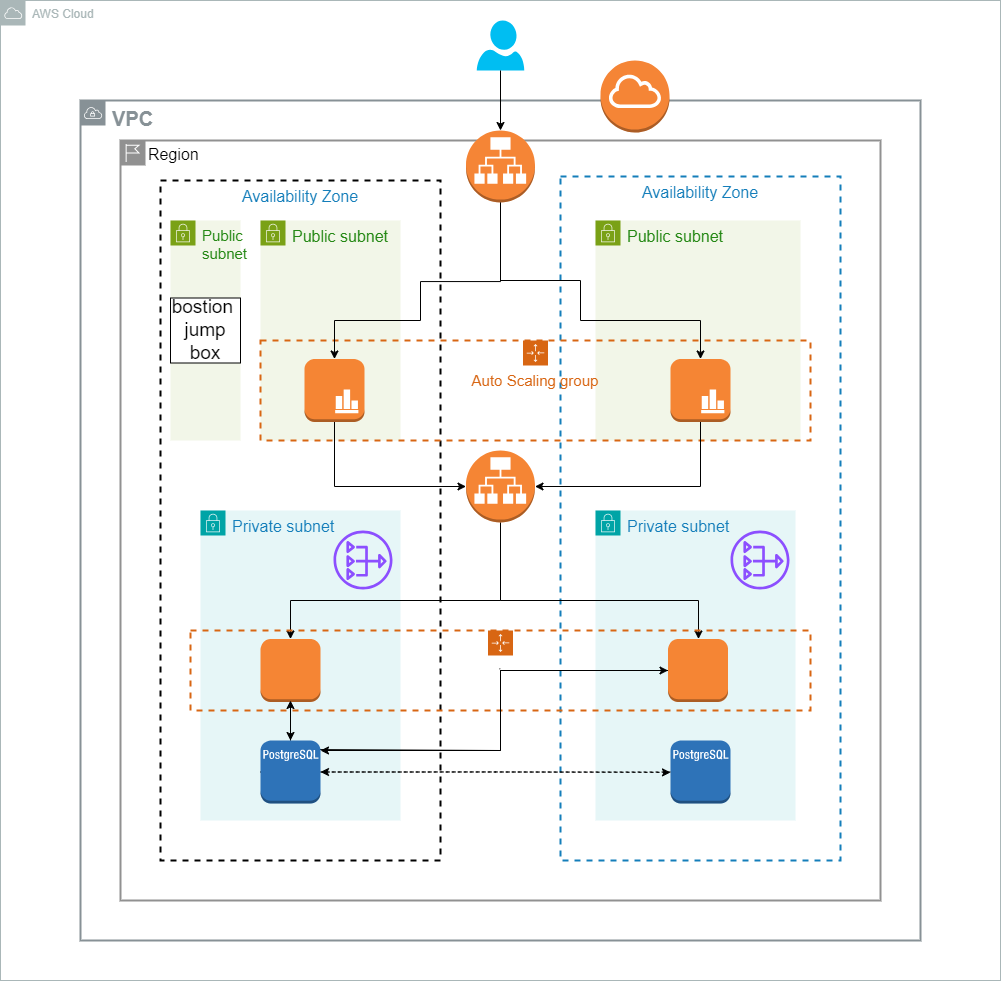 AWS Cloud
VPC
Region
Availability Zone
Availability Zone
Public
subnet
Public subnet
Public subnet
bostion
jump
box
Auto Scaling group
Private subnet
Private subnet
PostgreSQL
PostgreSQL